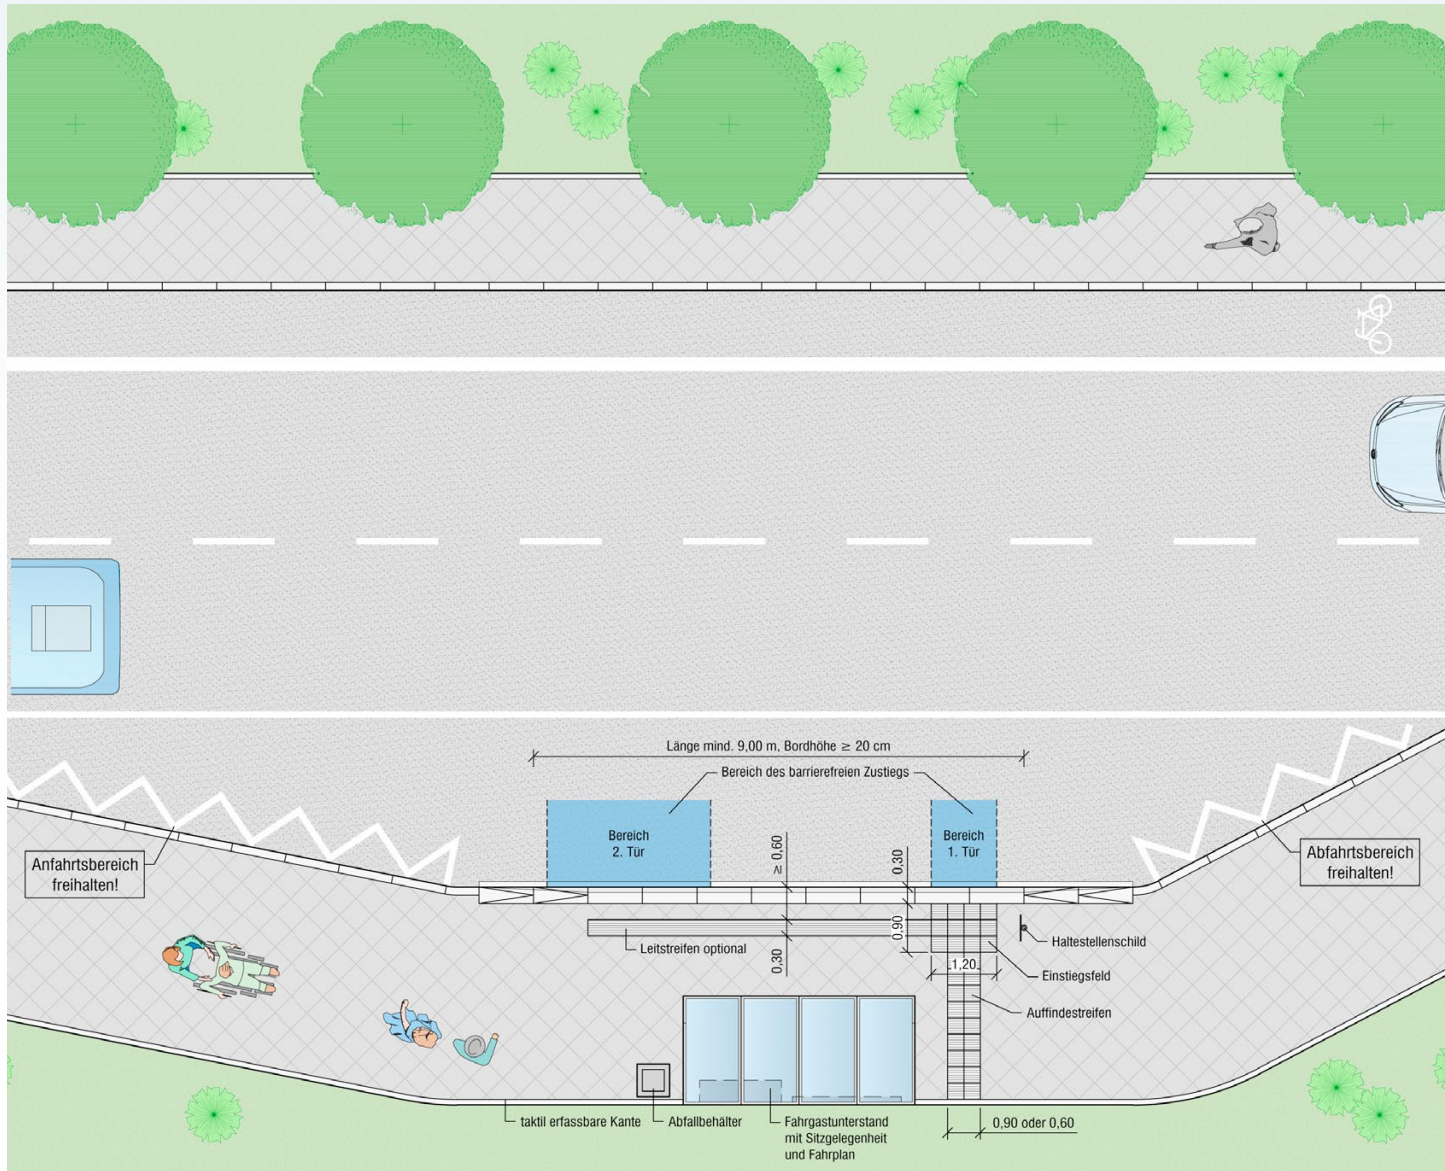 Länge mind. 9,00 m, Bordhöhe ≥ 20 cm
Bereich des barrierefreien Zustiegs
Bereich
2. Tür
≥ 0,60
0,30
Bereich
1. Tür
Anfahrtsbereich
freihalten!
Abfahrtsbereich
freihalten!
0,90
Leitstreifen optional
0,30
Haltestellenschild
1,20
Einstiegsfeld
Auffindestreifen
taktil erfassbare Kante
Abfallbehälter
Fahrgastunterstand
mit Sitzgelegenheit
und Fahrplan
0,90 oder 0,60